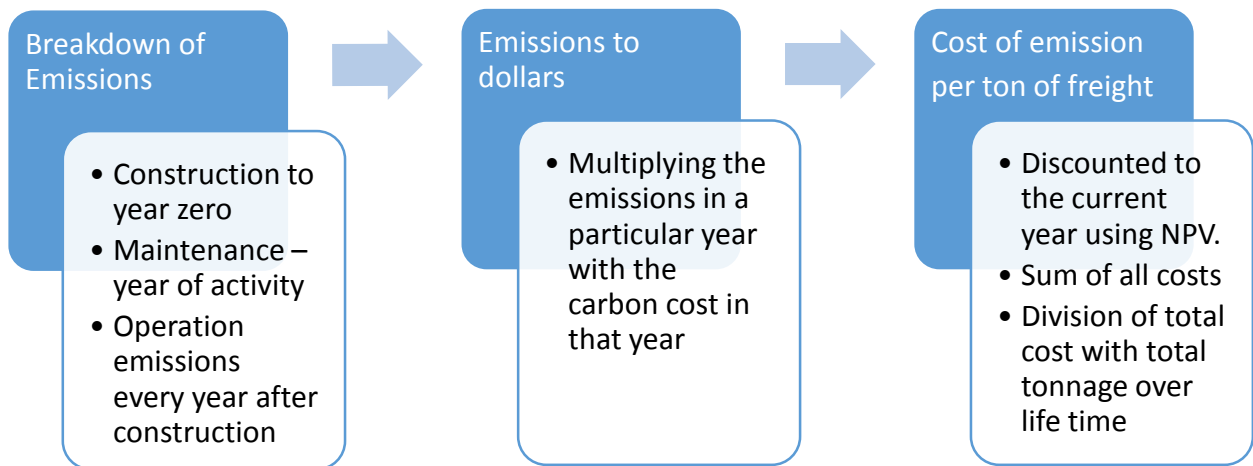 Breakdown of
Emissions
• Construction to
year zero
• Maintenance –
year of activity
• Operation
emissions
every year after
construction
Emissions to
dollars
• Multiplying the
emissions in a
particular year
with the
carbon cost in
that year
Cost of emission
per ton of freight
• Discounted to
the current
year using NPV.
• Sum of all costs
• Division of total
cost with total
tonnage over
life time